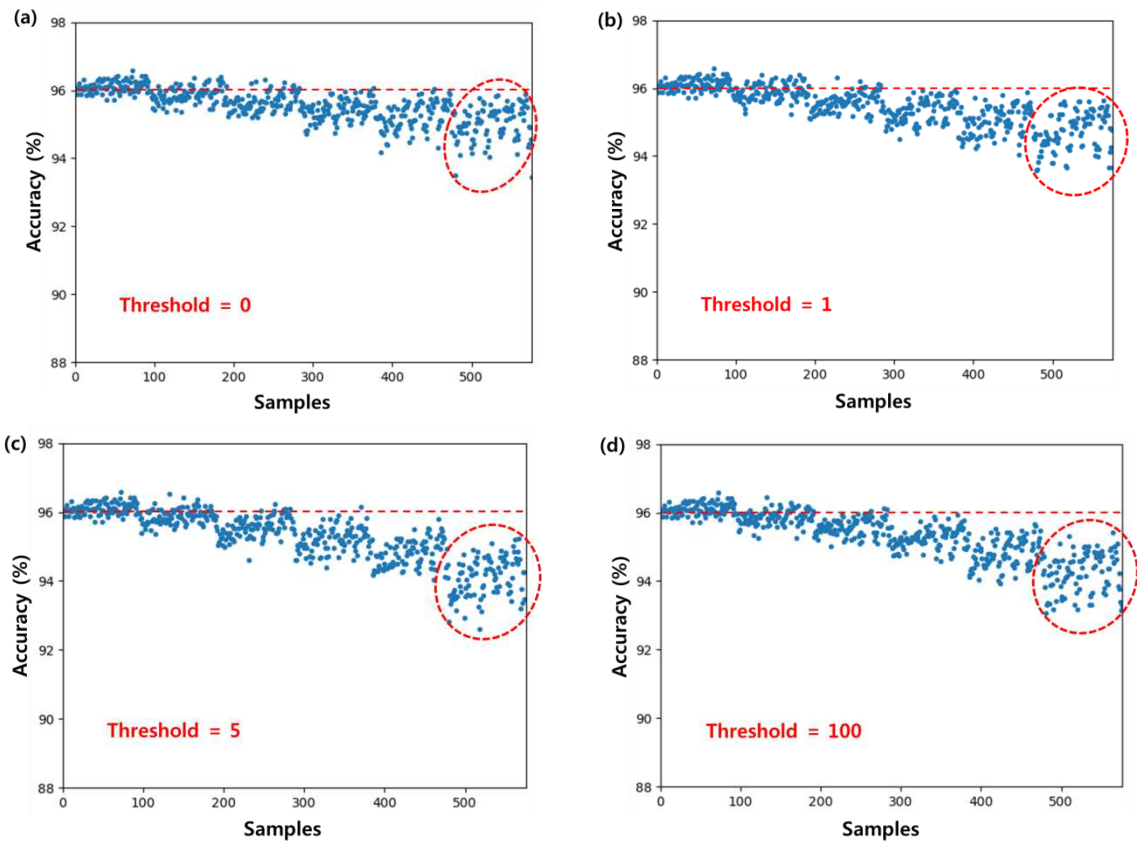 (a)
98
96
94
92
90
88
Accuracy (%)
Threshold = 0
0 100 200 300 400 500
Samples
(b)
98
96
94
92
90
88
Accuracy (%)
Threshold = 1
0 100 200 300 400 500
Samples
(c)
98
96
94
92
90
88
Accuracy (%)
Threshold = 5
0 100 200 300 400 500
Samples
(d)
98
96
94
92
90
88
Accuracy (%)
Threshold = 100
0 100 200 300 400 500
Samples